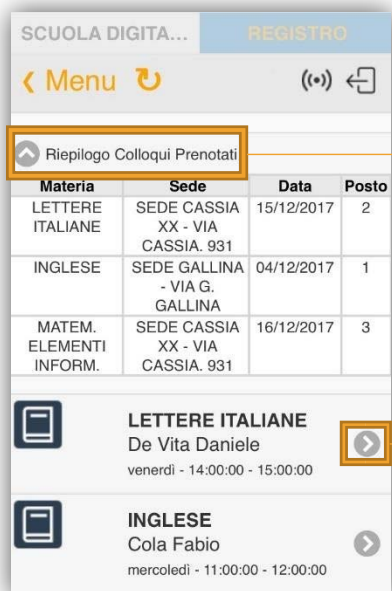 SCUOLA DIGITA... REGISTRO
Menu
Riepilogo Colloqui Prenotati
Materia Sede Data Posto
LETTERE SEDE CASSIA 15/12/2017 2
ITALIANE XX - VIA
CASSIA. 931
INGLESE SEDE GALLINA 04/12/2017 1
- VIA G.
GALLINA
MATEM. SEDE CASSIA 16/12/2017 3
ELEMENTI XX - VIA
INFORM. CASSIA. 931
LETTERE ITALIANE
De Vita Daniele
venerdì - 14:00:00 - 15:00:00
INGLESE
Cola Fabio
mercoledì - 11:00:00 - 12:00:00